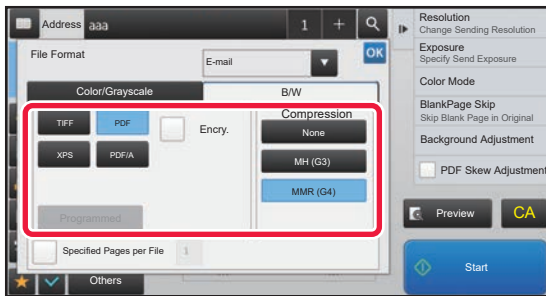 Address aaa 1 +
File Format
E-mail
OK
Color/Grayscale
B/W
TIFF
PDF
Encry.
XPS
PDF/A
Programmed
Compression
None
MH (G3)
MMR (G4)
Specified Pages per File 1
Others
Resolution
Change Sending Resolution
Exposure
Specify Send Exposure
Color Mode
BlankPage Skip
Skip Blank Page in Original
Background Adjustment
PDF Skew Adjustment
Preview
CA
Start